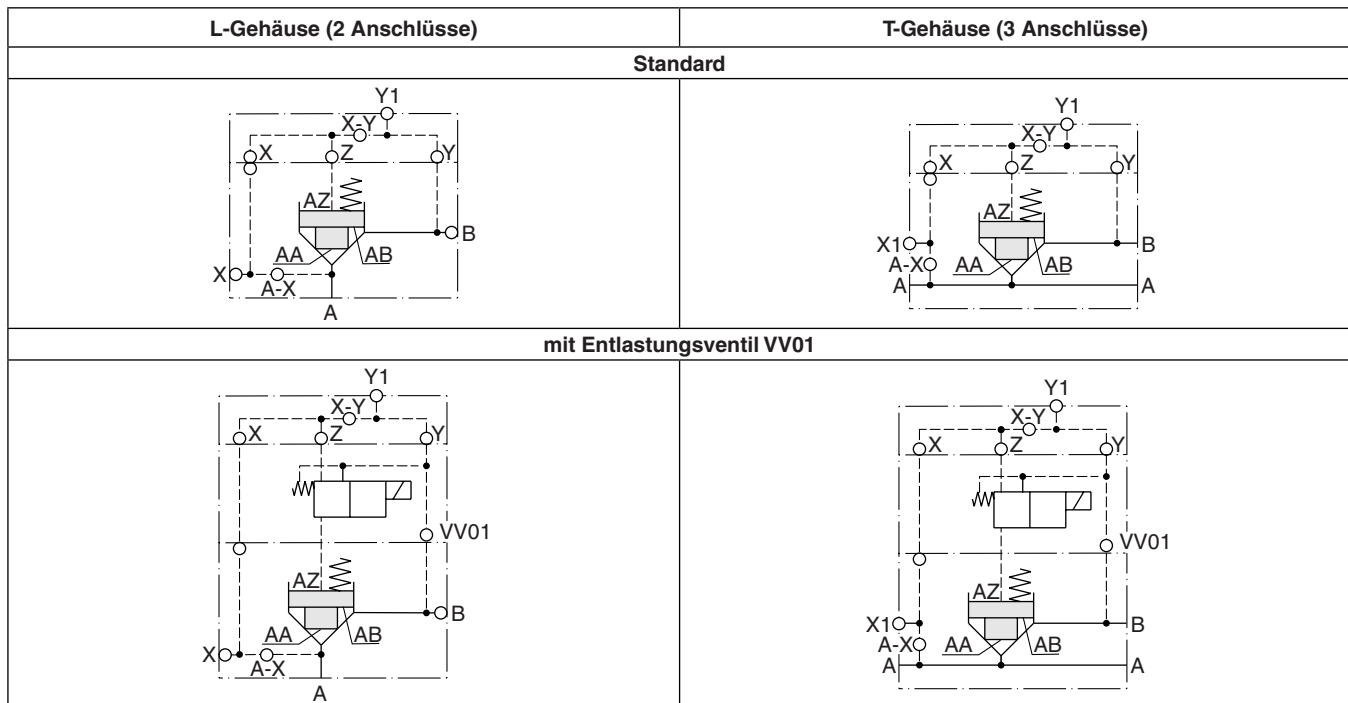 L-Gehäuse (2 Anschlüsse) T-Gehäuse (3 Anschlüsse)
Standard
Y1
X-Y
X Z Y
AZ
B
AA AB
X
A-X
A
Y1
X-Y
X Z Y
AZ
X1 B
A-X AA AB
A A
mit Entlastungsventil VV01
Y1
X-Y
X Z Y
VV01
AZ
B
AA AB
X
A-X
A
Y1
X-Y
X Z Y
VV01
AZ
X1 B
A-X AA AB
A A